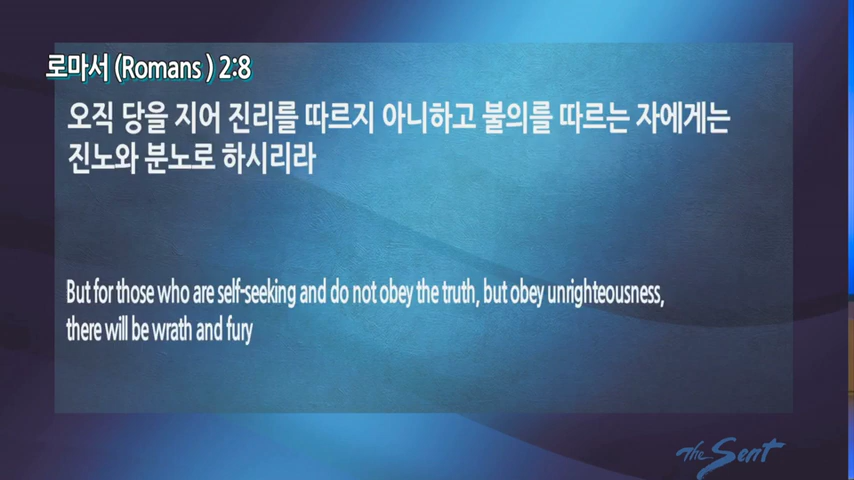 로마서 (Romans ) 2:8
오직 당을 지어 진리를 따르지 아니하고 불의를 따르는 자에게는
진노와 분노로 하시리라
But for those who are self-seeking and do not obey the truth, but obey unrighteousness,
there will be wrath and fury
The Sent